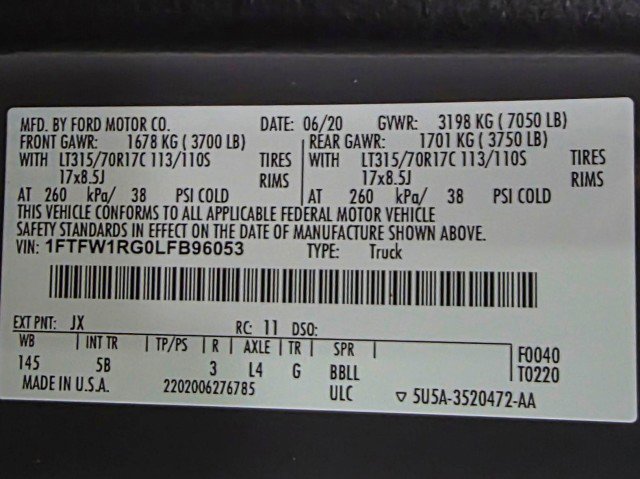 MFD. BY FORD MOTOR CO. DATE: 06/20 GVWR: 3198 KG ( 7050 LB)
FRONT GAWR: 1678 KG ( 3700 LB) REAR GAWR: 1701 KG ( 3750 LB)
WITH LT315/70R17C 113/110S TIRES WITH LT315/70R17C 113/110S TIRES
17x8.5J RIMS 17x8.5J RIMS
AT 260 kPa/ 38 PSI COLD AT 260 kPa/ 38 PSI COLD
THIS VEHICLE CONFORMS TO ALL APPLICABLE FEDERAL MOTOR VEHICLE
SAFETY STANDARDS IN EFFECT ON THE DATE OF MANUFACTURE SHOWN ABOVE.
VIN: 1FTFW1RG0LFB96053 TYPE: Truck
EXT PNT: JX RC: 11 DSO:
WB INT TR TP/PS R AXLE TR SPR F0040
145 5B 3 L4 G BBLL T0220
MADE IN U.S.A. 2202006276785 ULC ▽ 5U5A-3520472-AA